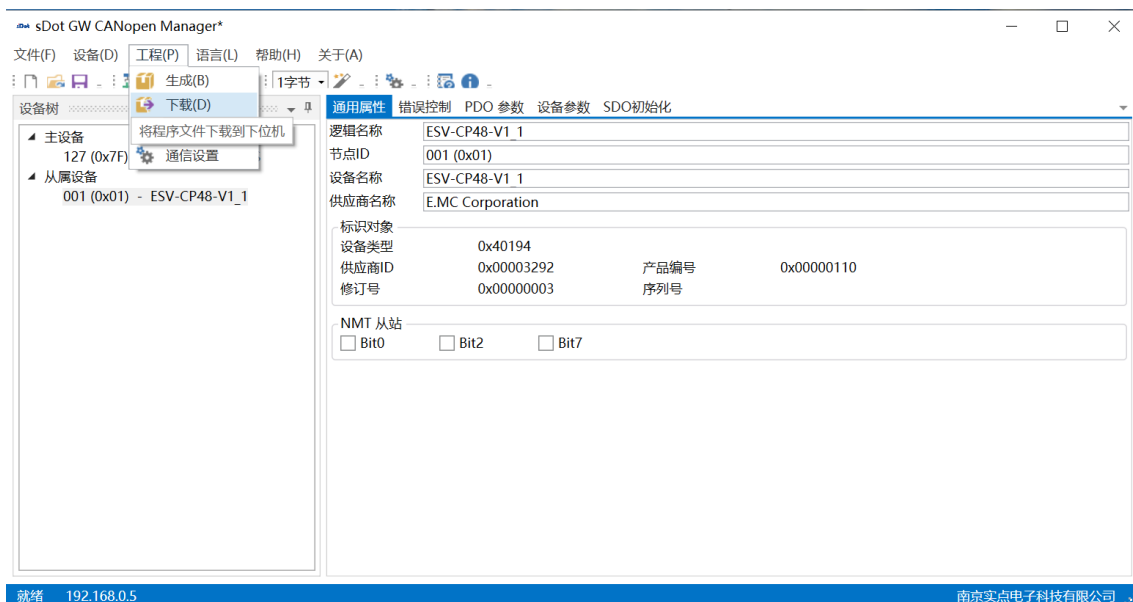 sDot sDot GW CANopen Manager*
文件(F) 设备(D) 工程(P) 语言(L) 帮助(H) 关于(A)
生成(B) 1字节
设备树 下载(D) 通用属性 错误控制 PDO 参数 设备参数 SDO初始化
将程序文件下载到下位机
主设备 逻辑名称 ESV-CP48-V1_1
127 (0x7F) 通信设置 节点ID 001 (0x01)
从属设备 设备名称 ESV-CP48-V1_1
001 (0x01) - ESV-CP48-V1_1 供应商名称 E.MC Corporation
标识对象
设备类型 0x40194
供应商ID 0x00003292 产品编号 0x00000110
修订号 0x00000003 序列号
NMT 从站
Bit0 Bit2 Bit7
就绪 192.168.0.5 南京实点电子科技有限公司